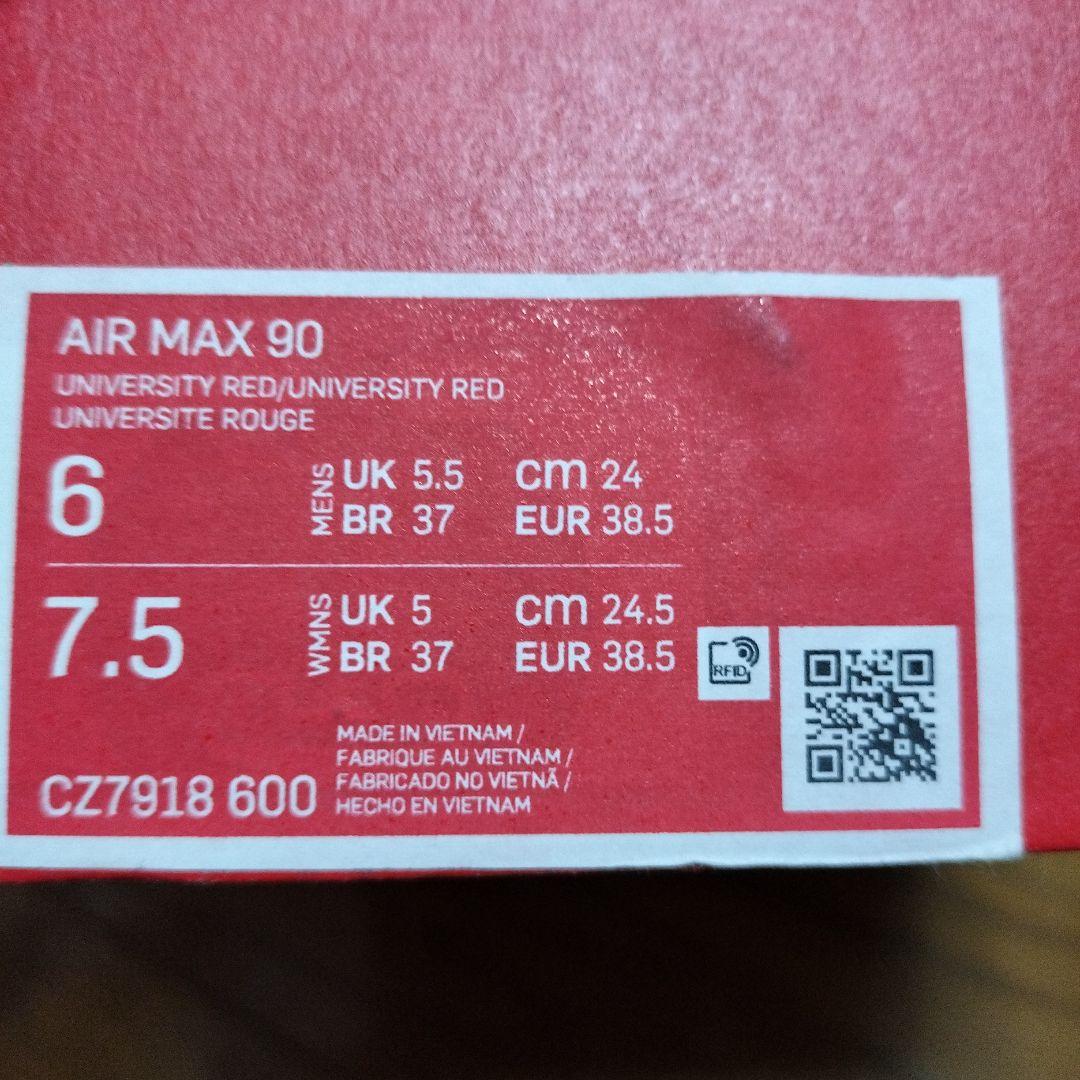 AIR MAX 90
UNIVERSITY RED/UNIVERSITY RED
UNIVERSITE ROUGE
6 MENS UK 5.5 cm 24
BR 37 EUR 38.5
7.5 WMNS UK 5 cm 24.5
BR 37 EUR 38.5
RFID
CZ7918 600
MADE IN VIETNAM /
FABRIQUE AU VIETNAM /
FABRICADO NO VIETNÃ /
HECHO EN VIETNAM